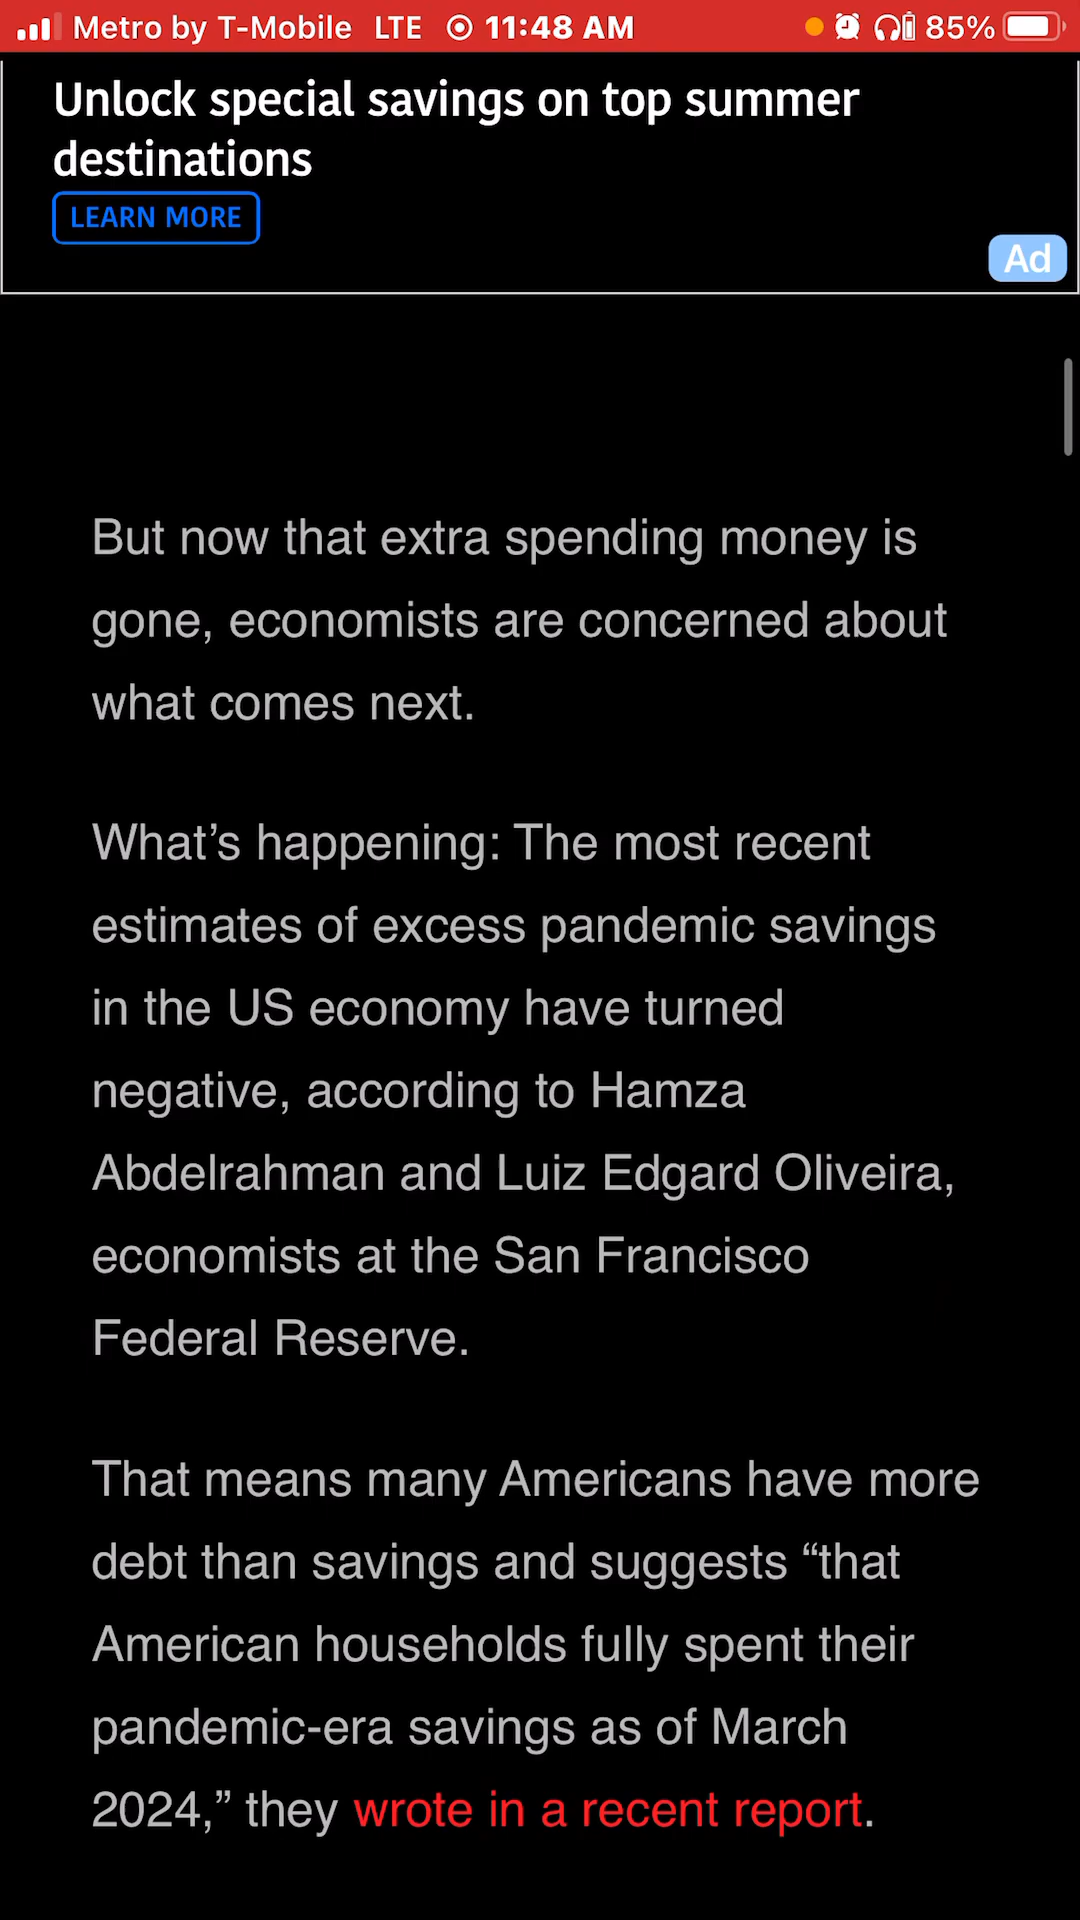 Metro by T-Mobile LTE 11:48 AM 85%
Unlock special savings on top summer
destinations
LEARN MORE
Ad
But now that extra spending money is
gone, economists are concerned about
what comes next.
What’s happening: The most recent
estimates of excess pandemic savings
in the US economy have turned
negative, according to Hamza
Abdelrahman and Luiz Edgard Oliveira,
economists at the San Francisco
Federal Reserve.
That means many Americans have more
debt than savings and suggests “that
American households fully spent their
pandemic-era savings as of March
2024,” they wrote in a recent report.